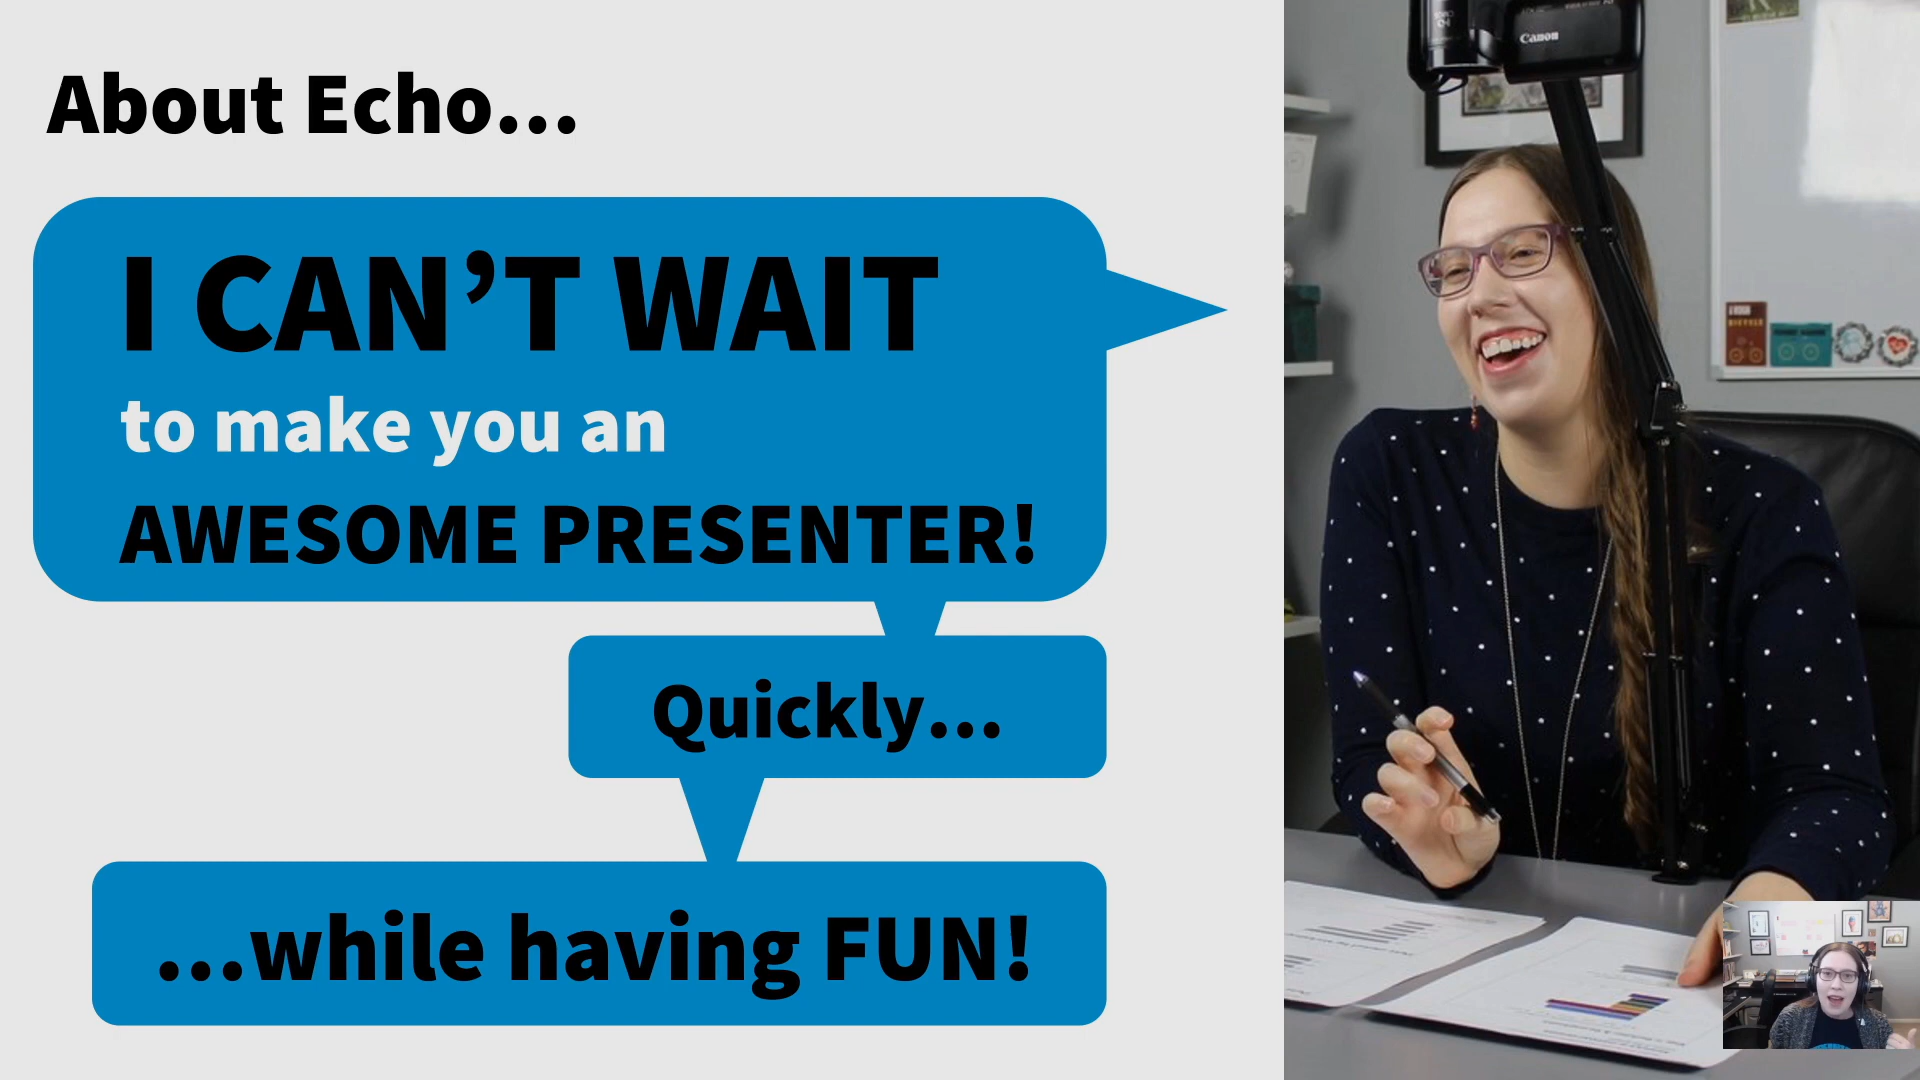 About Echo...
I CAN’T WAIT
to make you an
AWESOME PRESENTER!
Quickly...
...while having FUN!
Canon